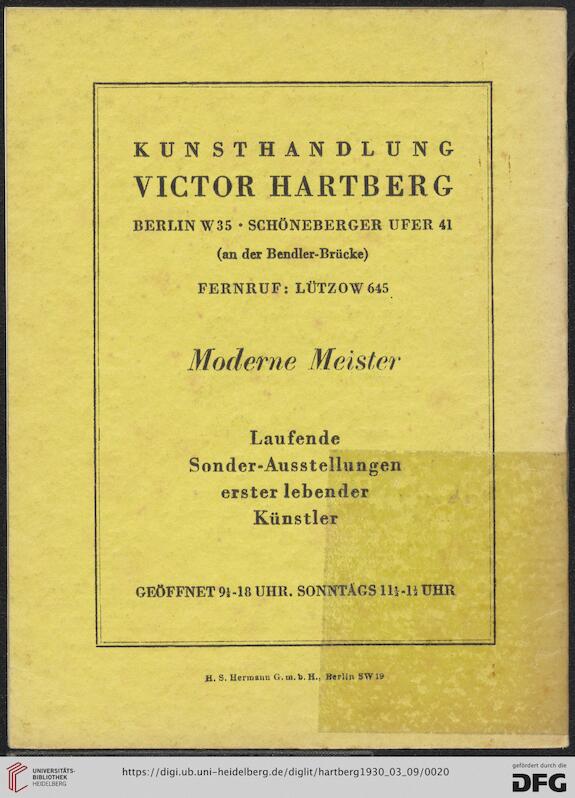 KUNSTHANDLUNG
VICTOR HARTBERG
BERLIN W35 · SCHÖNEBERGER UFER 41
(an der Bendler-Brücke)
FERNRUF: LÜTZOW 645
Moderne Meister
Laufende
Sonder-Ausstellungen
erster lebender
Künstler
GEÖFFNET 9½-18 UHR. SONNTAGS 11½-1½ UHR
H. S. Hermann G. m. b. H., Berlin SW 19
UNIVERSITÄTS-
BIBLIOTHEK
HEIDELBERG
https://digi.ub.uni-heidelberg.de/diglit/hartberg1930_03_09/0020
gefördert durch die
DFG